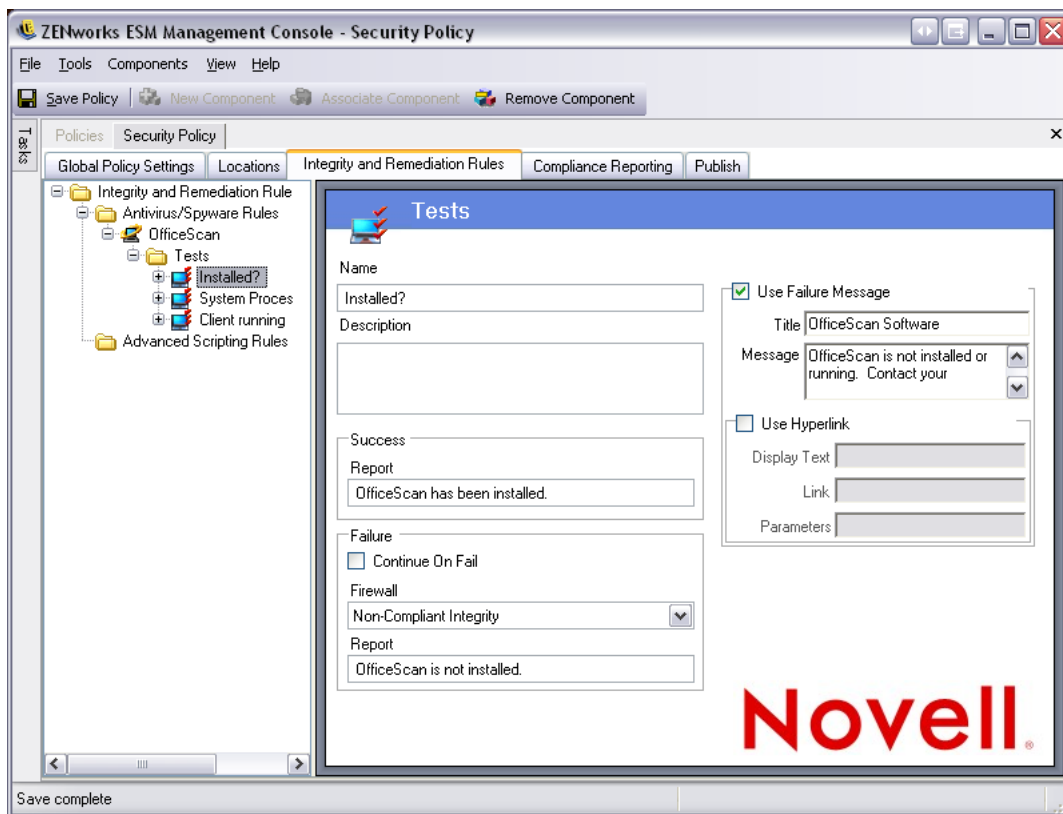 ZENworks ESM Management Console - Security Policy
File Tools Components View Help
Save Policy New Component Associate Component Remove Component
Tasks
Policies Security Policy
Global Policy Settings Locations Integrity and Remediation Rules Compliance Reporting Publish
Integrity and Remediation Rule
Antivirus/Spyware Rules
OfficeScan
Tests
Installed?
System Proces
Client running
Advanced Scripting Rules
Tests
Name
Installed?
Description
Success
Report
OfficeScan has been installed.
Failure
Continue On Fail
Firewall
Non-Compliant Integrity
Report
OfficeScan is not installed.
Use Failure Message
Title OfficeScan Software
Message OfficeScan is not installed or
running. Contact your
Use Hyperlink
Display Text
Link
Parameters
Novell®
Save complete